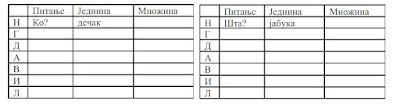 Питање Једнина Множина
Н Ко? дечак
Г
Д
А
В
И
Л
Питање Једнина Множина
Н Шта? јабука
Г
Д
А
В
И
Л